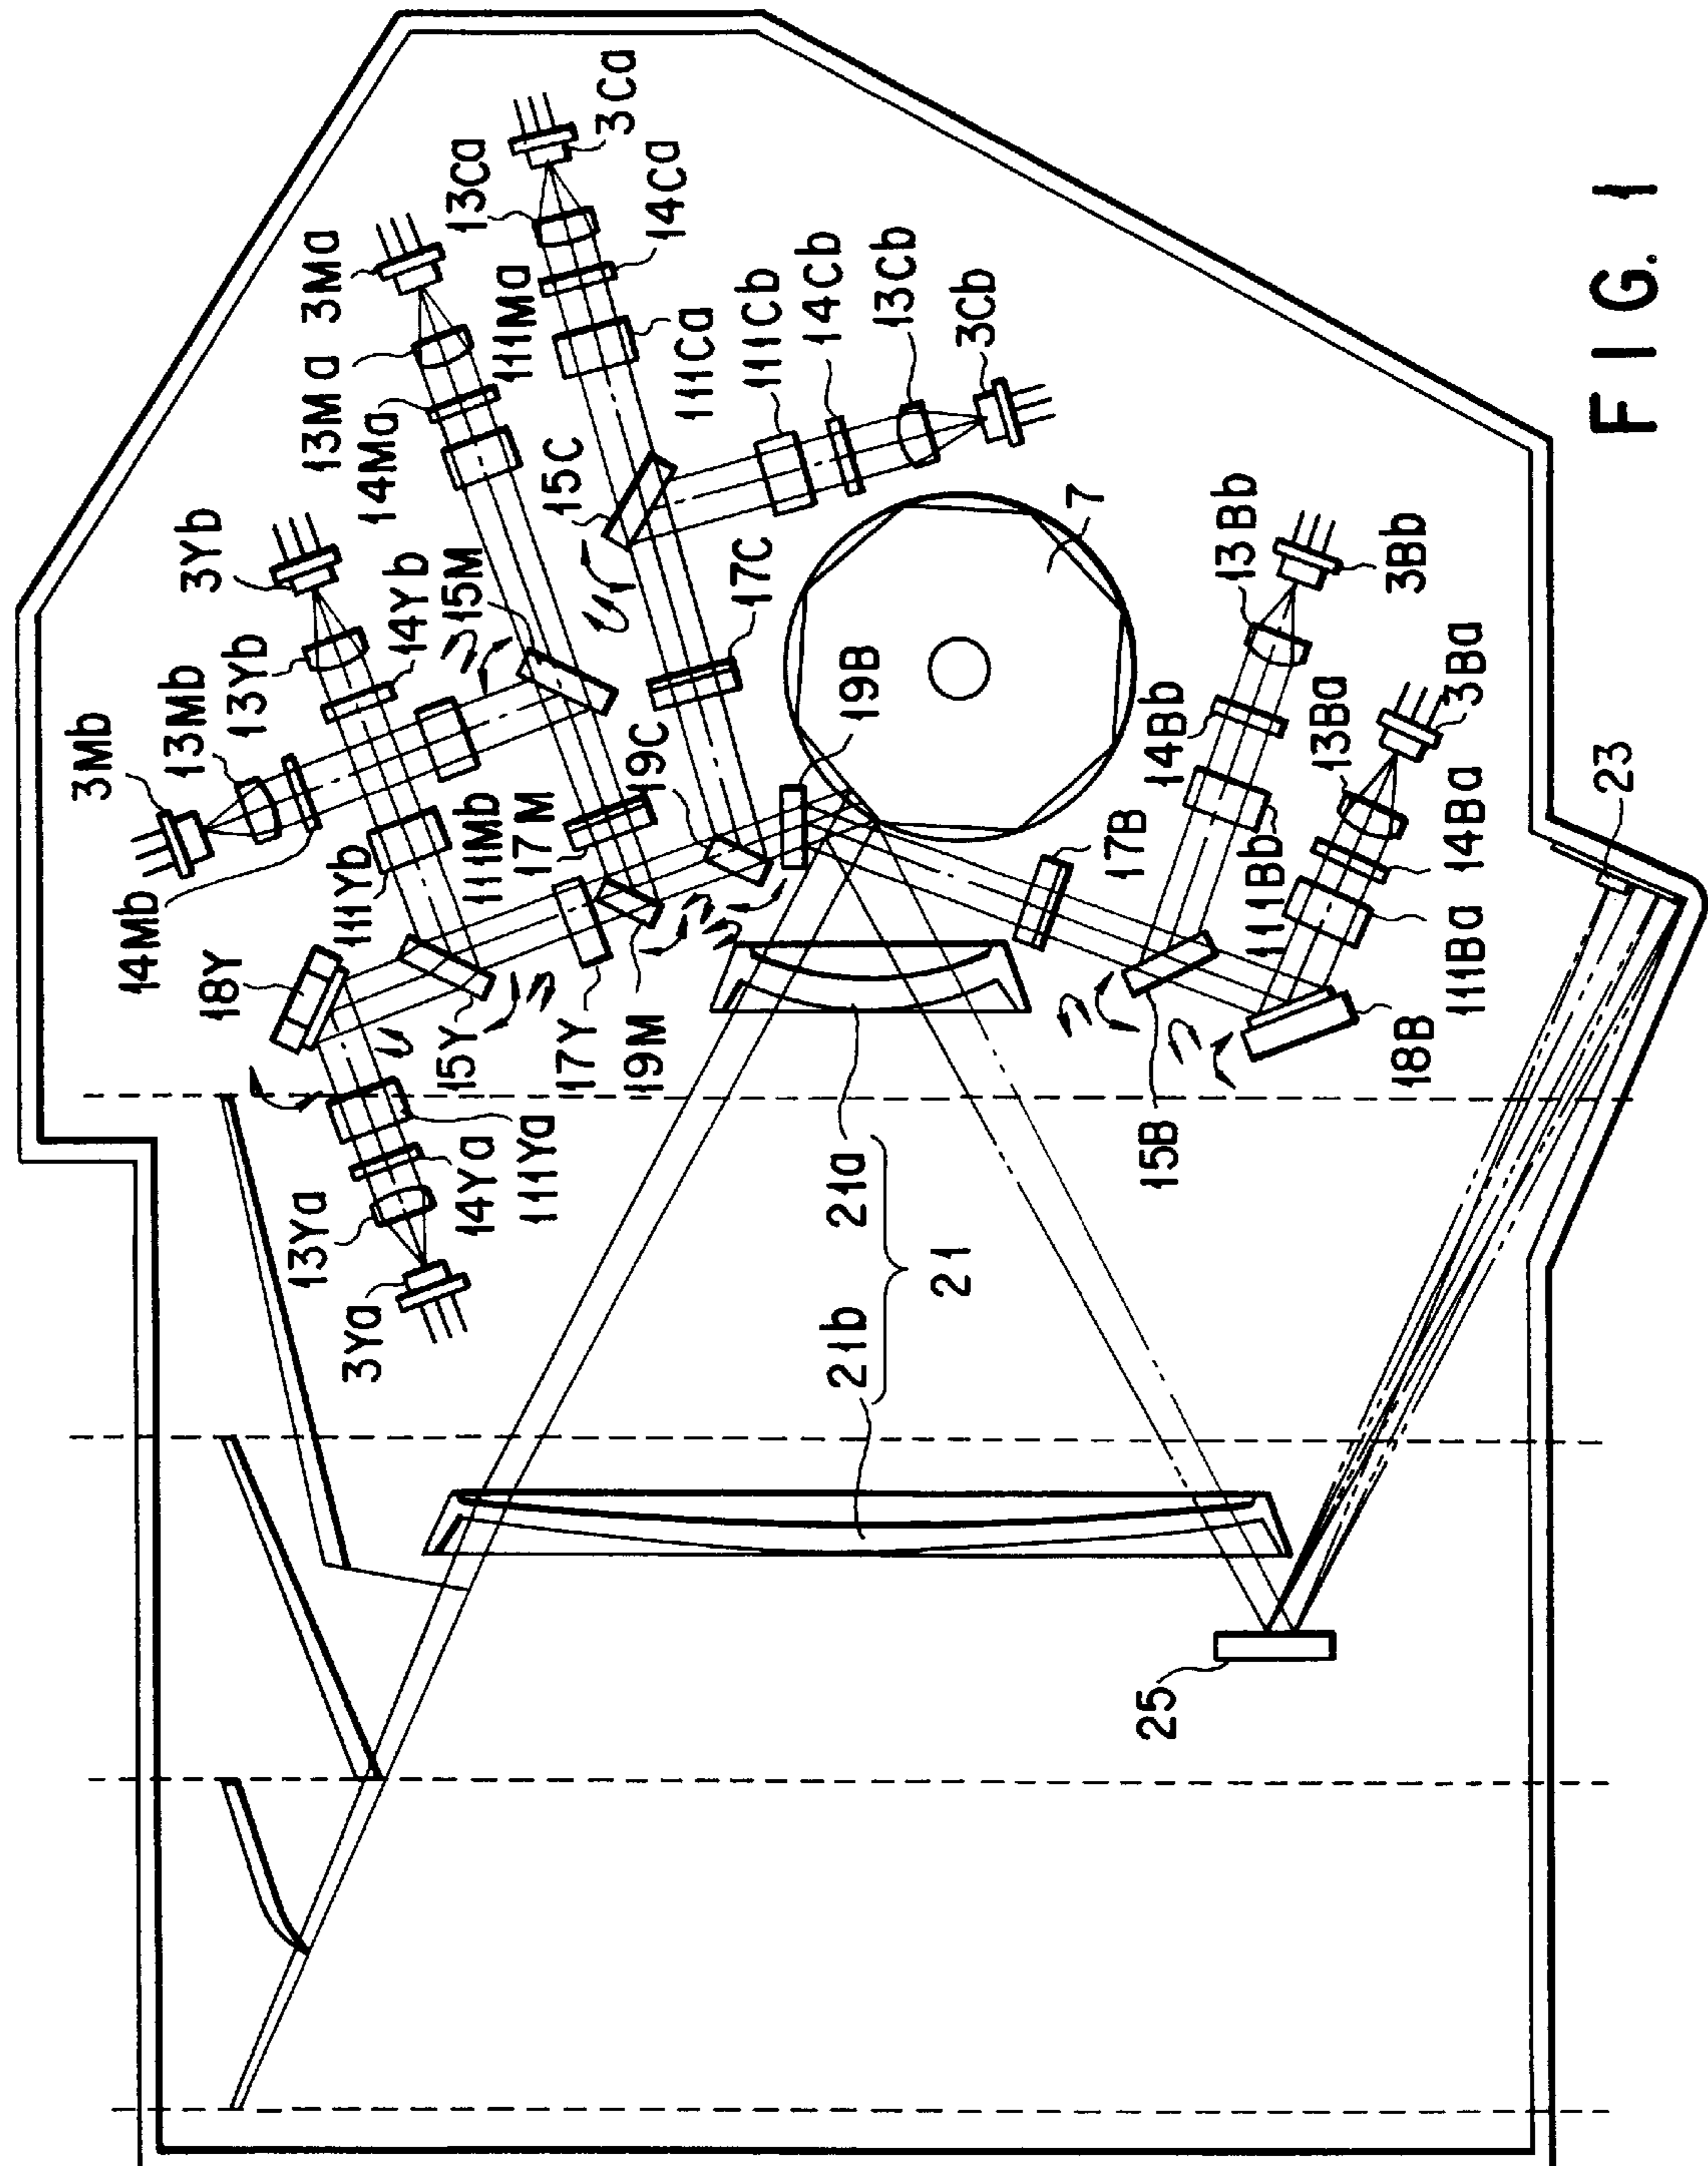 3Ca
13Ca
14Ca
3Ma
13Ma
111Ma
14Ma
111Ca
111Cb
14Cb
13Cb
3Cb
15C
3Yb
14Yb
15M
17C
7
13Yb
13Mb
3Mb
19C
19B
13Bb
3Bb
111Mb
17M
14Bb
13Ba
3Ba
111Yb
14Mb
17B
111Bb
14Ba
23
18Y
15Y
17Y
19M
18B
111Ba
13Ya
14Ya
111Ya
3Ya
21a
21b
21
15B
25
FIG. 1